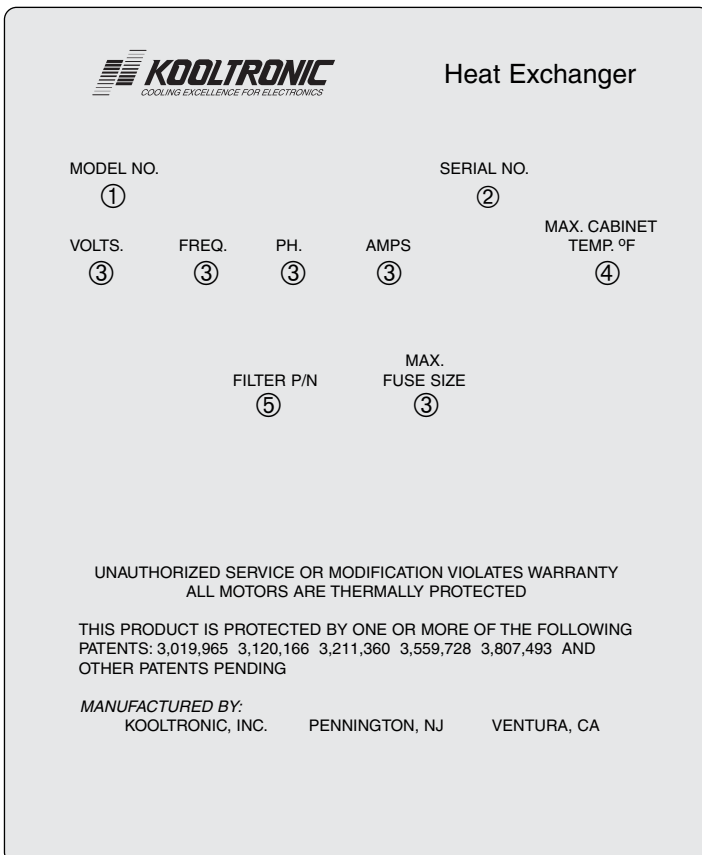 KOOLTRONIC
COOLING EXCELLENCE FOR ELECTRONICS
Heat Exchanger
MODEL NO. SERIAL NO.
① ②
VOLTS. FREQ. PH. AMPS MAX. CABINET
TEMP. ºF
③ ③ ③ ③ ④
FILTER P/N MAX.
FUSE SIZE
⑤ ③
UNAUTHORIZED SERVICE OR MODIFICATION VIOLATES WARRANTY
ALL MOTORS ARE THERMALLY PROTECTED
THIS PRODUCT IS PROTECTED BY ONE OR MORE OF THE FOLLOWING
PATENTS: 3,019,965 3,120,166 3,211,360 3,559,728 3,807,493 AND
OTHER PATENTS PENDING
MANUFACTURED BY:
KOOLTRONIC, INC. PENNINGTON, NJ VENTURA, CA